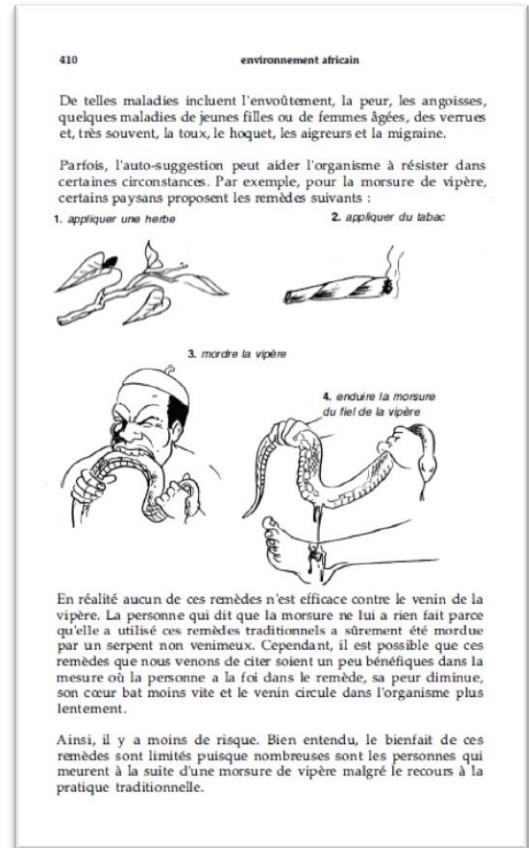 410 environnement africain
De telles maladies incluent l'envoûtement, la peur, les angoisses,
quelques maladies de jeunes filles ou de femmes âgées, des verrues
et, très souvent, la toux, le hoquet, les aigreurs et la migraine.
Parfois, l'auto-suggestion peut aider l'organisme à résister dans
certaines circonstances. Par exemple, pour la morsure de vipère,
certains paysans proposent les remèdes suivants :
1. appliquer une herbe
2. appliquer du tabac
3. mordre la vipère
4. enduire la morsure
du fiel de la vipère
En réalité aucun de ces remèdes n'est efficace contre le venin de la
vipère. La personne qui dit que la morsure ne lui a rien fait parce
qu'elle a utilisé ces remèdes traditionnels a sûrement été mordue
par un serpent non venimeux. Cependant, il est possible que ces
remèdes que nous venons de citer soient un peu bénéfiques dans la
mesure où la personne a la foi dans le remède, sa peur diminue,
son cœur bat moins vite et le venin circule dans l'organisme plus
lentement.
Ainsi, il y a moins de risque. Bien entendu, le bienfait de ces
remèdes sont limités puisque nombreuses sont les personnes qui
meurent à la suite d'une morsure de vipère malgré le recours à la
pratique traditionnelle.